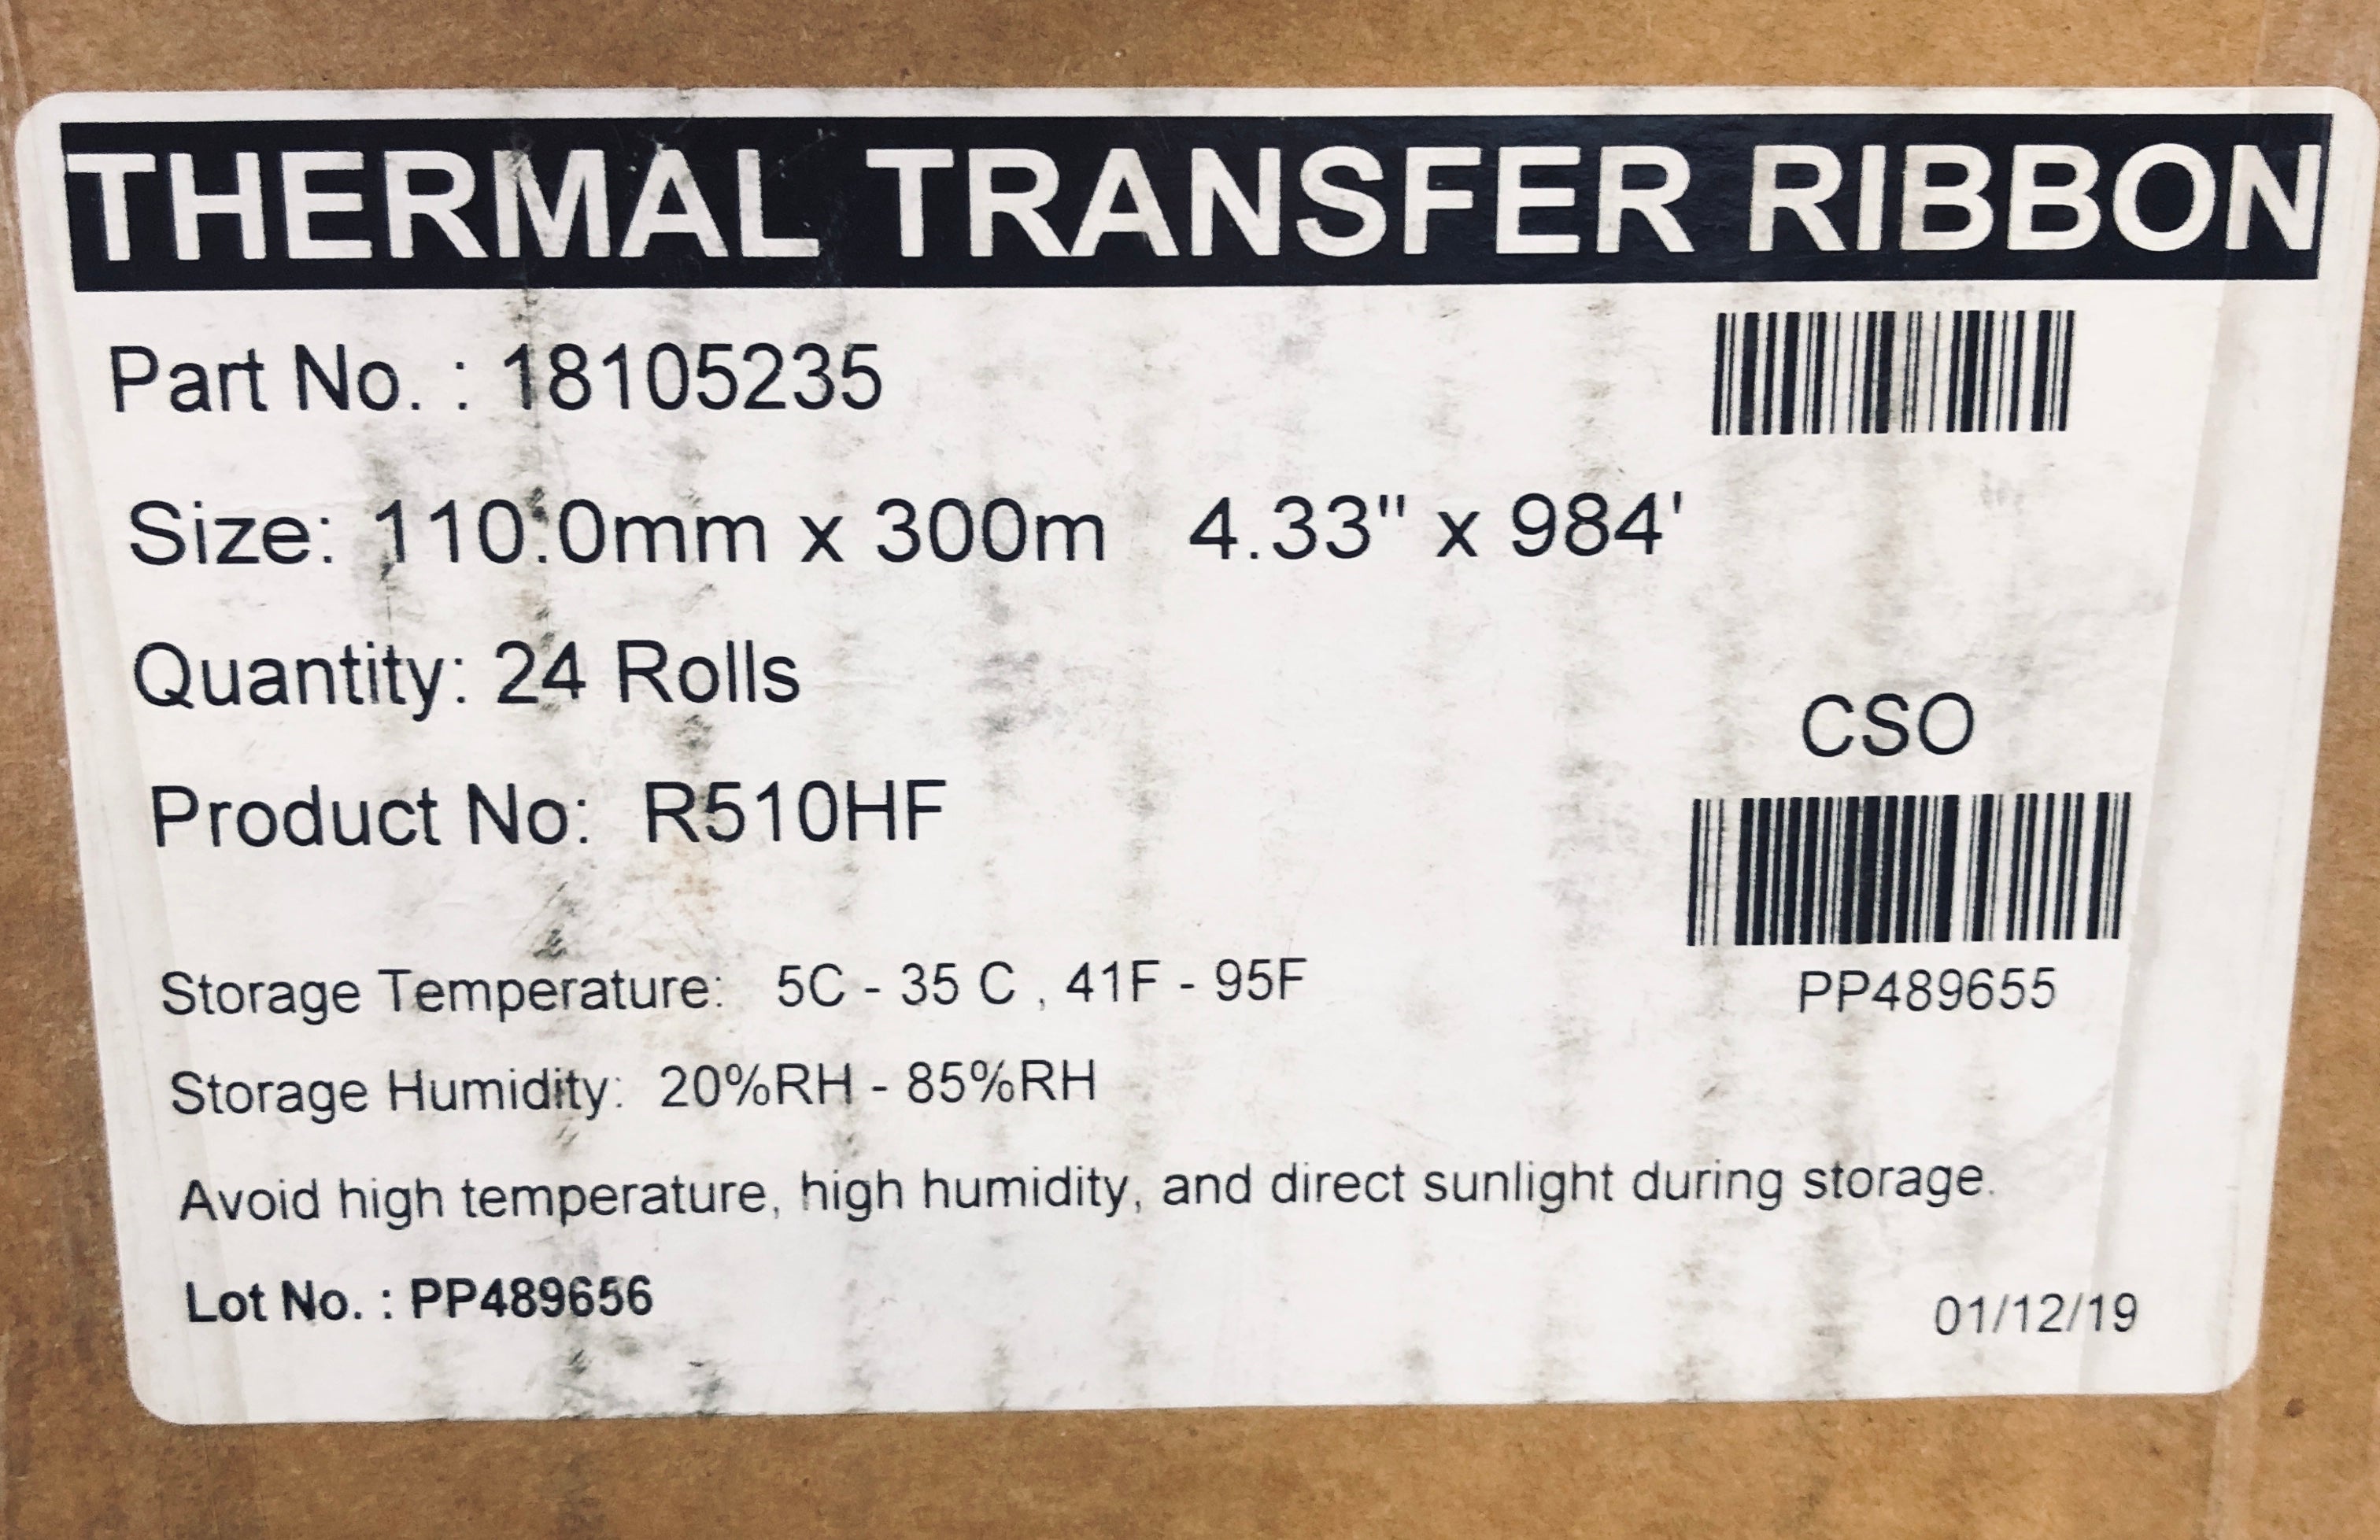 THERMAL TRANSFER RIBBON
Part No. : 18105235
Size: 110.0mm x 300m 4.33" x 984'
Quantity: 24 Rolls
CSO
Product No: R510HF
PP489655
Storage Temperature: 5C - 35 C , 41F - 95F
Storage Humidity: 20%RH - 85%RH
Avoid high temperature, high humidity, and direct sunlight during storage.
Lot No. : PP489656
01/12/19